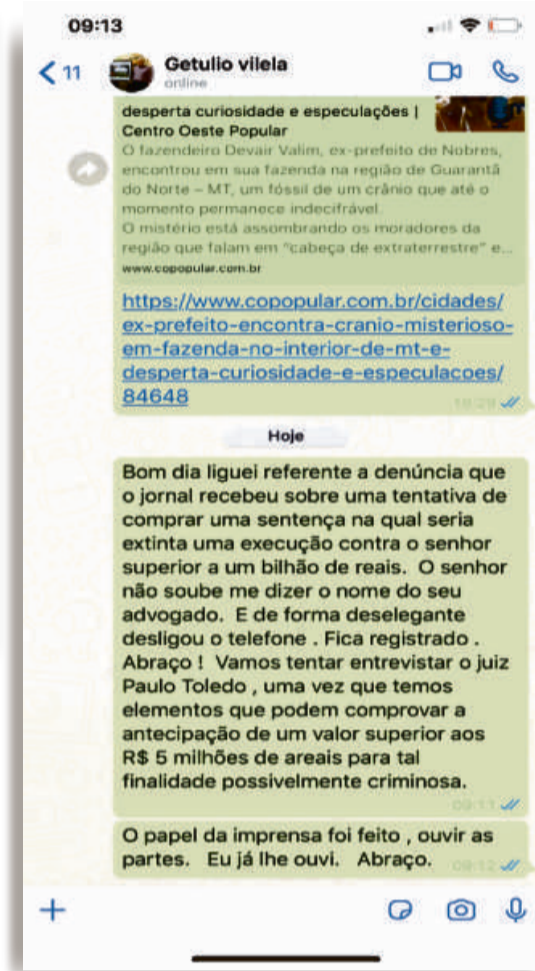 09:13
11
Getulio vilela
online
desperta curiosidade e especulações |
Centro Oeste Popular
O fazendeiro Devair Valim, ex-prefeito de Nobres,
encontrou em sua fazenda na região de Guarantã
do Norte – MT, um fóssil de um crânio que até o
momento permanece indecifrável.
O mistério está assombrando os moradores da
região que falam em "cabeça de extraterrestre" e...
www.copopular.com.br
https://www.copopular.com.br/cidades/
ex-prefeito-encontra-cranio-misterioso-
em-fazenda-no-interior-de-mt-e-
desperta-curiosidade-e-especulacoes/
84648
Hoje
Bom dia liguei referente a denúncia que
o jornal recebeu sobre uma tentativa de
comprar uma sentença na qual seria
extinta uma execução contra o senhor
superior a um bilhão de reais. O senhor
não soube me dizer o nome do seu
advogado. E de forma deselegante
desligou o telefone . Fica registrado .
Abraço ! Vamos tentar entrevistar o juiz
Paulo Toledo , uma vez que temos
elementos que podem comprovar a
antecipação de um valor superior aos
R$ 5 milhões de areais para tal
finalidade possivelmente criminosa.
09:11
O papel da imprensa foi feito , ouvir as
partes. Eu já lhe ouvi. Abraço.
09:12